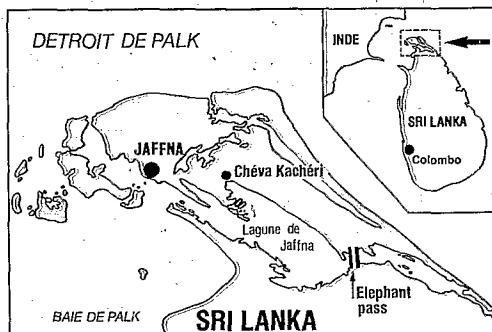 DETROIT DE PALK
INDE
SRI LANKA
Colombo
JAFFNA
Chéva Kachéri
Lagune de
Jaffna
Elephant
pass
BAIE DE PALK
SRI LANKA